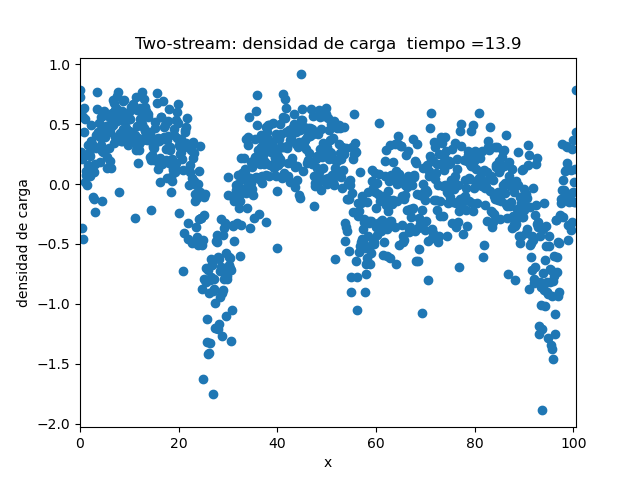 Two-stream: densidad de carga  tiempo =13.9
densidad de carga
1.0
0.5
0.0
−0.5
−1.0
−1.5
−2.0
0 20 40 60 80 100
x